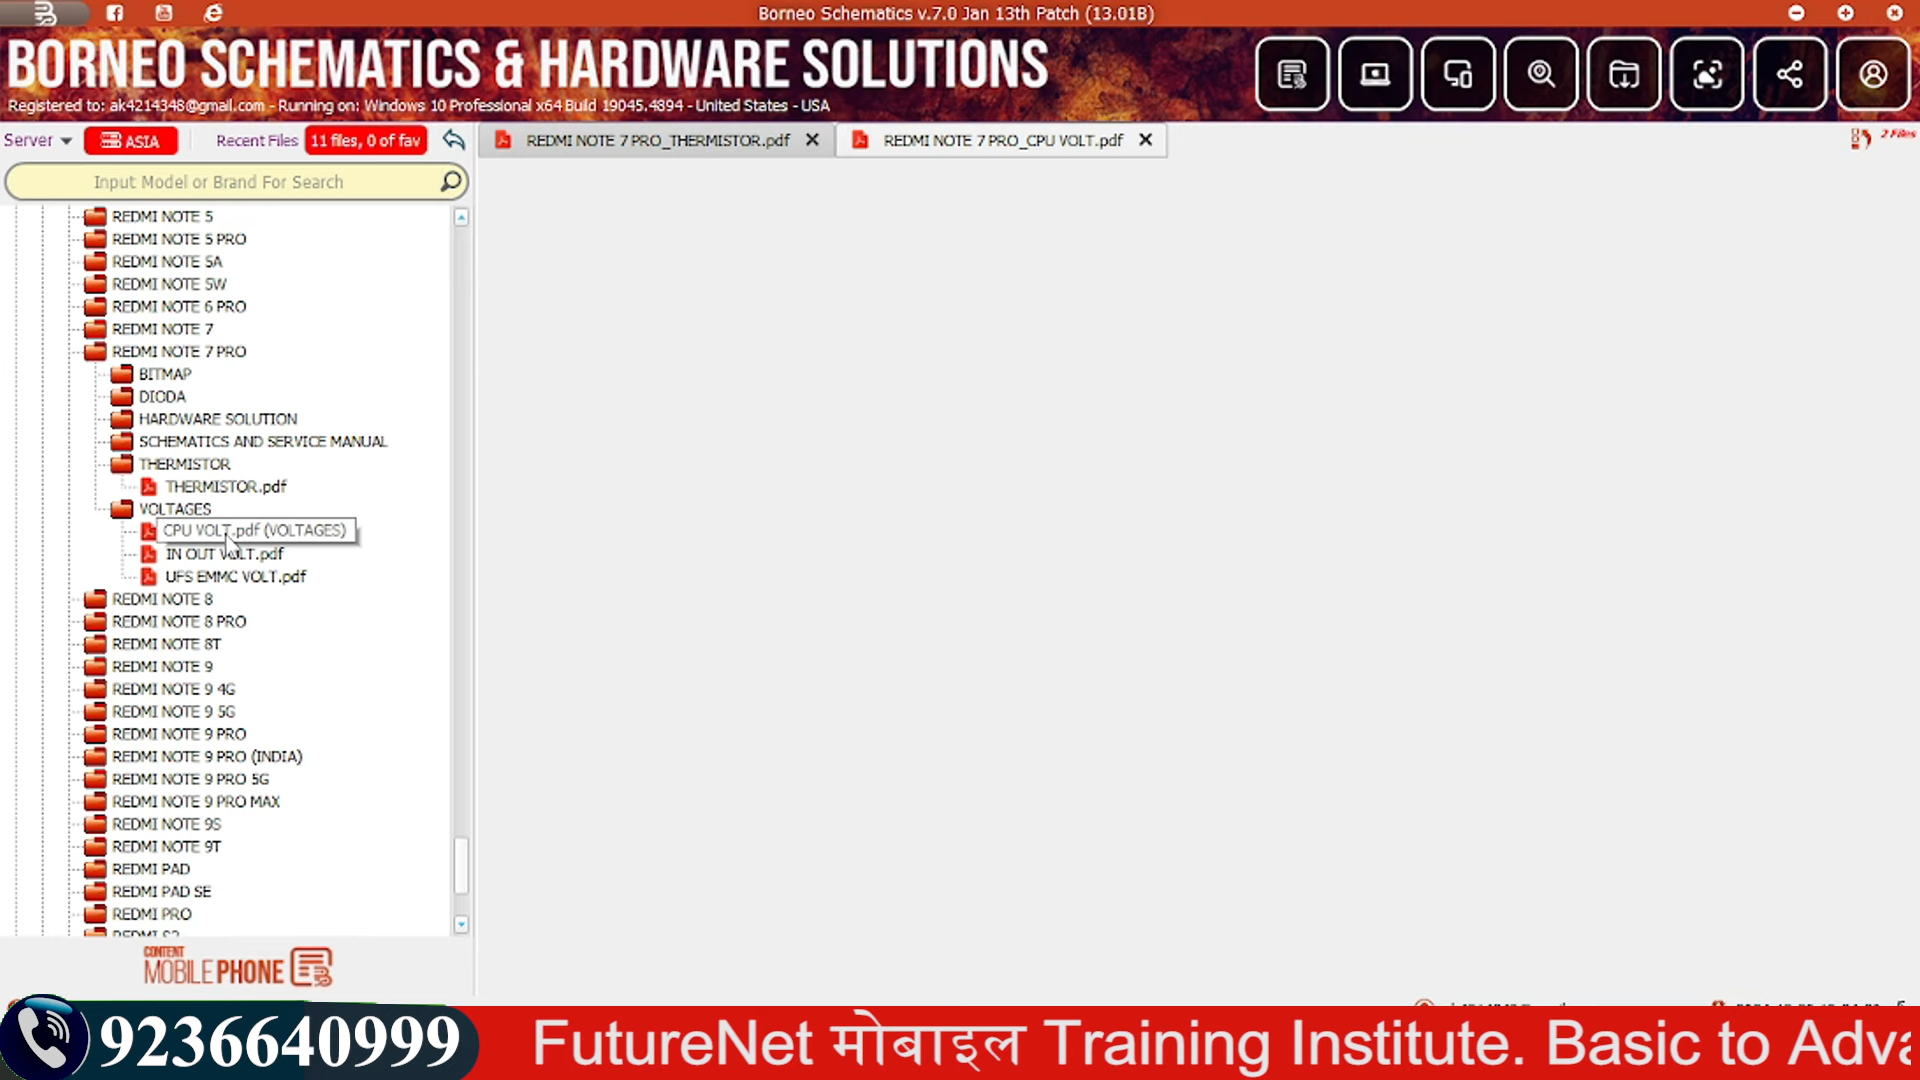 Borneo Schematics v.7.0 Jan 13th Patch (13.01B)
BORNEO SCHEMATICS & HARDWARE SOLUTIONS
Registered to: ak4214348@gmail.com - Running on: Windows 10 Professional x64 Build 19045.4894 - United States - USA
Server ASIA Recent Files 11 files, 0 of fav
REDMI NOTE 7 PRO_THERMISTOR.pdf REDMI NOTE 7 PRO_CPU VOLT.pdf
2 Files
Input Model or Brand For Search
REDMI NOTE 5
REDMI NOTE 5 PRO
REDMI NOTE 5A
REDMI NOTE 5W
REDMI NOTE 6 PRO
REDMI NOTE 7
REDMI NOTE 7 PRO
BITMAP
DIODA
HARDWARE SOLUTION
SCHEMATICS AND SERVICE MANUAL
THERMISTOR
THERMISTOR.pdf
VOLTAGES
CPU VOLT.pdf (VOLTAGES)
IN OUT VOLT.pdf
UFS EMMC VOLT.pdf
REDMI NOTE 8
REDMI NOTE 8 PRO
REDMI NOTE 8T
REDMI NOTE 9
REDMI NOTE 9 4G
REDMI NOTE 9 5G
REDMI NOTE 9 PRO
REDMI NOTE 9 PRO (INDIA)
REDMI NOTE 9 PRO 5G
REDMI NOTE 9 PRO MAX
REDMI NOTE 9S
REDMI NOTE 9T
REDMI PAD
REDMI PAD SE
REDMI PRO
REDMI S2
CONTENT
MOBILE PHONE
9236640999
FutureNet मोबाइल Training Institute. Basic to Adva